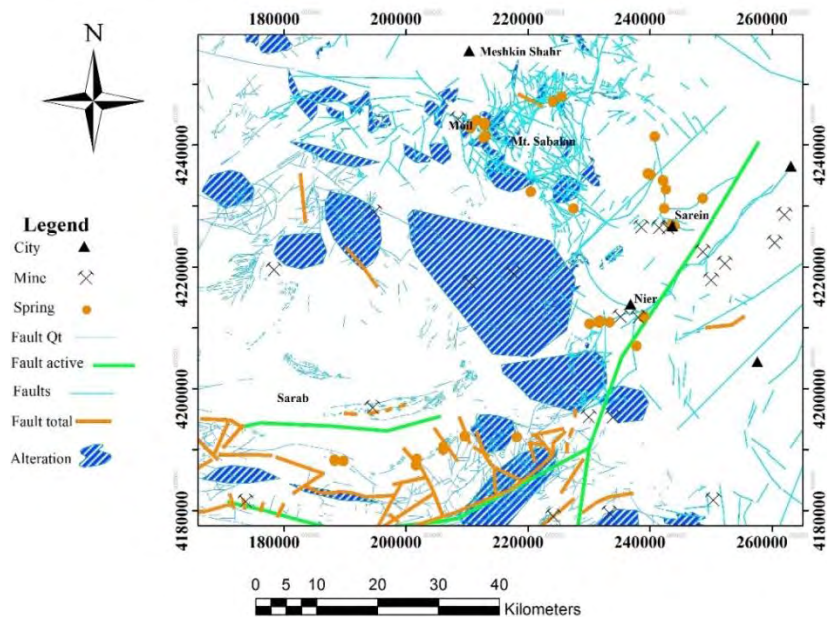 180000 200000 220000 240000 260000
N
Meshkin Shahr
4240000 4240000
Moil
Mt. Sabalan
Legend
City
Sarein
Mine
4220000 4220000
Spring
Nier
Fault Qt
Fault active
Faults
4200000 4200000
Sarab
Fault total
Alteration
4180000 4180000
180000 200000 220000 240000 260000
0 5 10 20 30 40
Kilometers